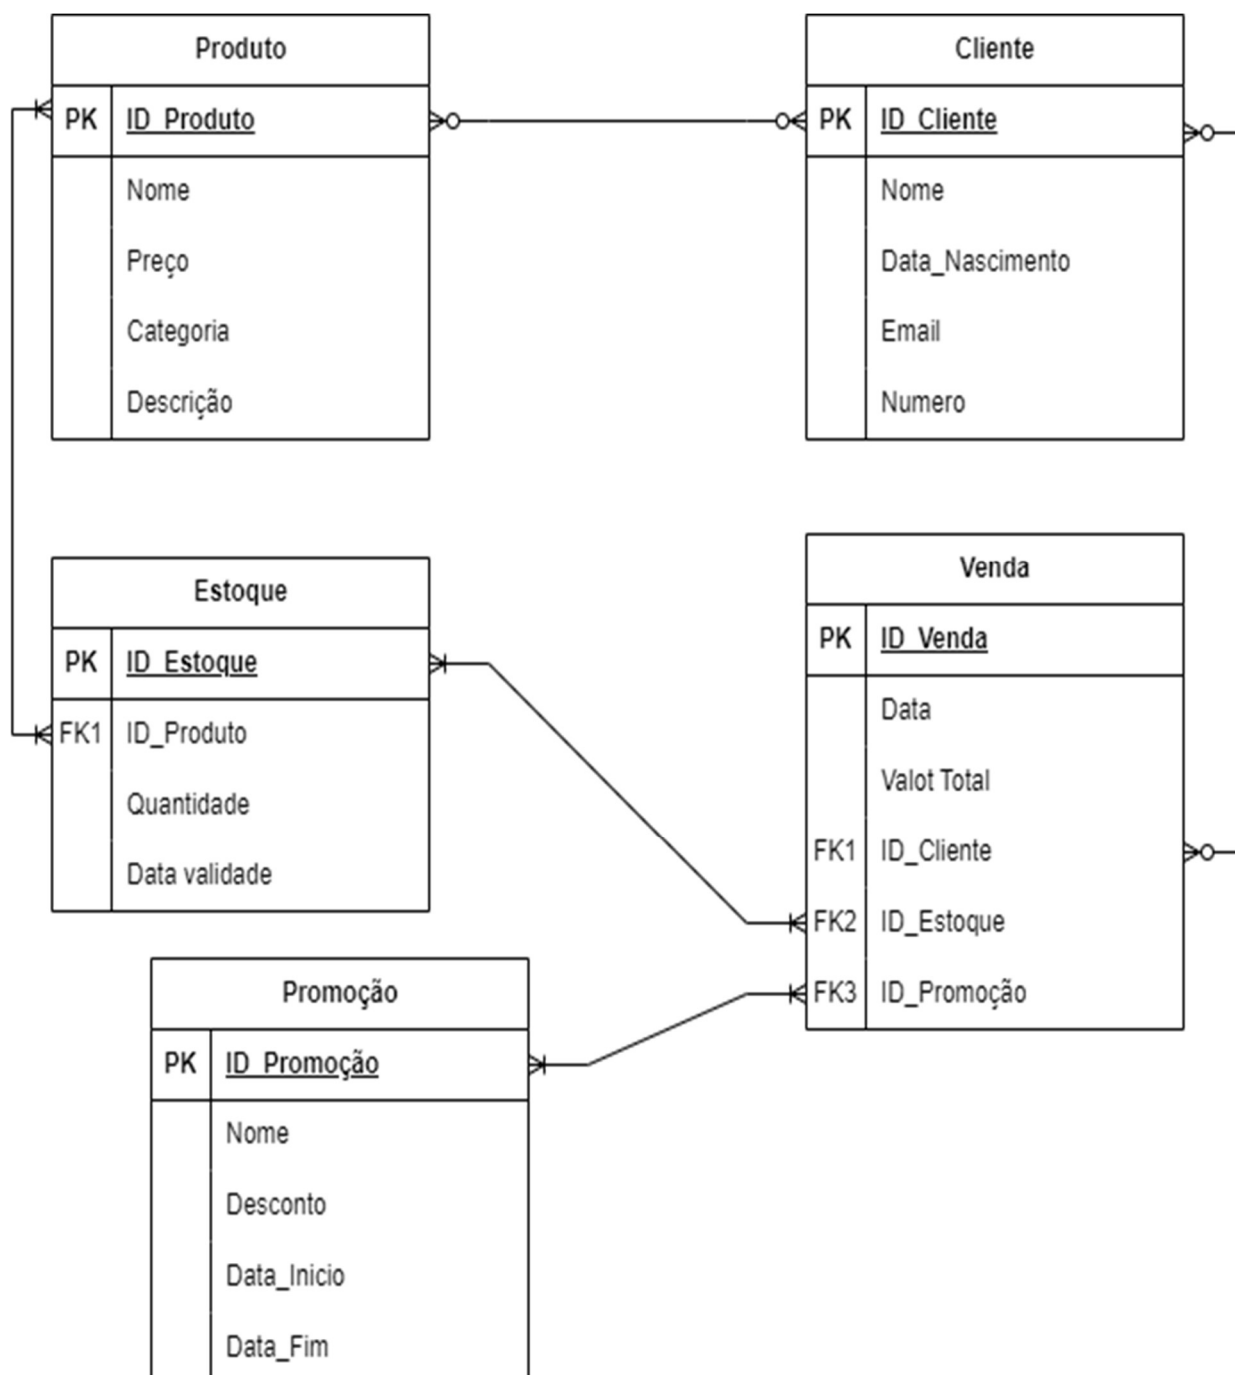 Produto
PK ID_Produto
Nome
Preço
Categoria
Descrição
Cliente
PK ID_Cliente
Nome
Data_Nascimento
Email
Numero
Estoque
PK ID_Estoque
FK1 ID_Produto
Quantidade
Data validade
Venda
PK ID_Venda
Data
Valot Total
FK1 ID_Cliente
FK2 ID_Estoque
FK3 ID_Promoção
Promoção
PK ID_Promoção
Nome
Desconto
Data_Inicio
Data_Fim